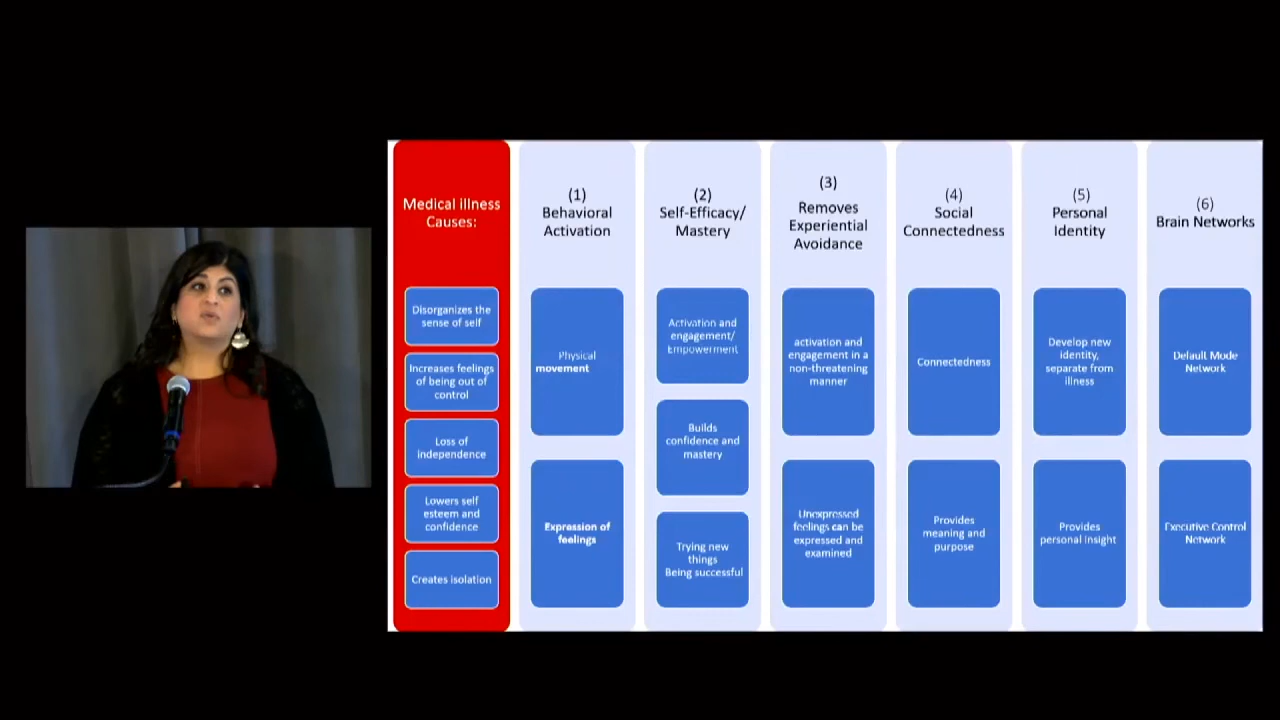 Medical illness
Causes:
Disorganizes the
sense of self
Increases feelings
of being out of
control
Loss of
independence
Lowers self
esteem and
confidence
Creates isolation
(1)
Behavioral
Activation
Physical
movement
Expression of
feelings
(2)
Self-Efficacy/
Mastery
Activation and
engagement/
Empowerment
Builds
confidence and
mastery
Trying new
things
Being successful
(3)
Removes
Experiential
Avoidance
activation and
engagement in a
non-threatening
manner
Unexpressed
feelings can be
expressed and
examined
(4)
Social
Connectedness
Connectedness
Provides
meaning and
purpose
(5)
Personal
Identity
Develop new
identity,
separate from
illness
Provides
personal insight
(6)
Brain Networks
Default Mode
Network
Executive Control
Network